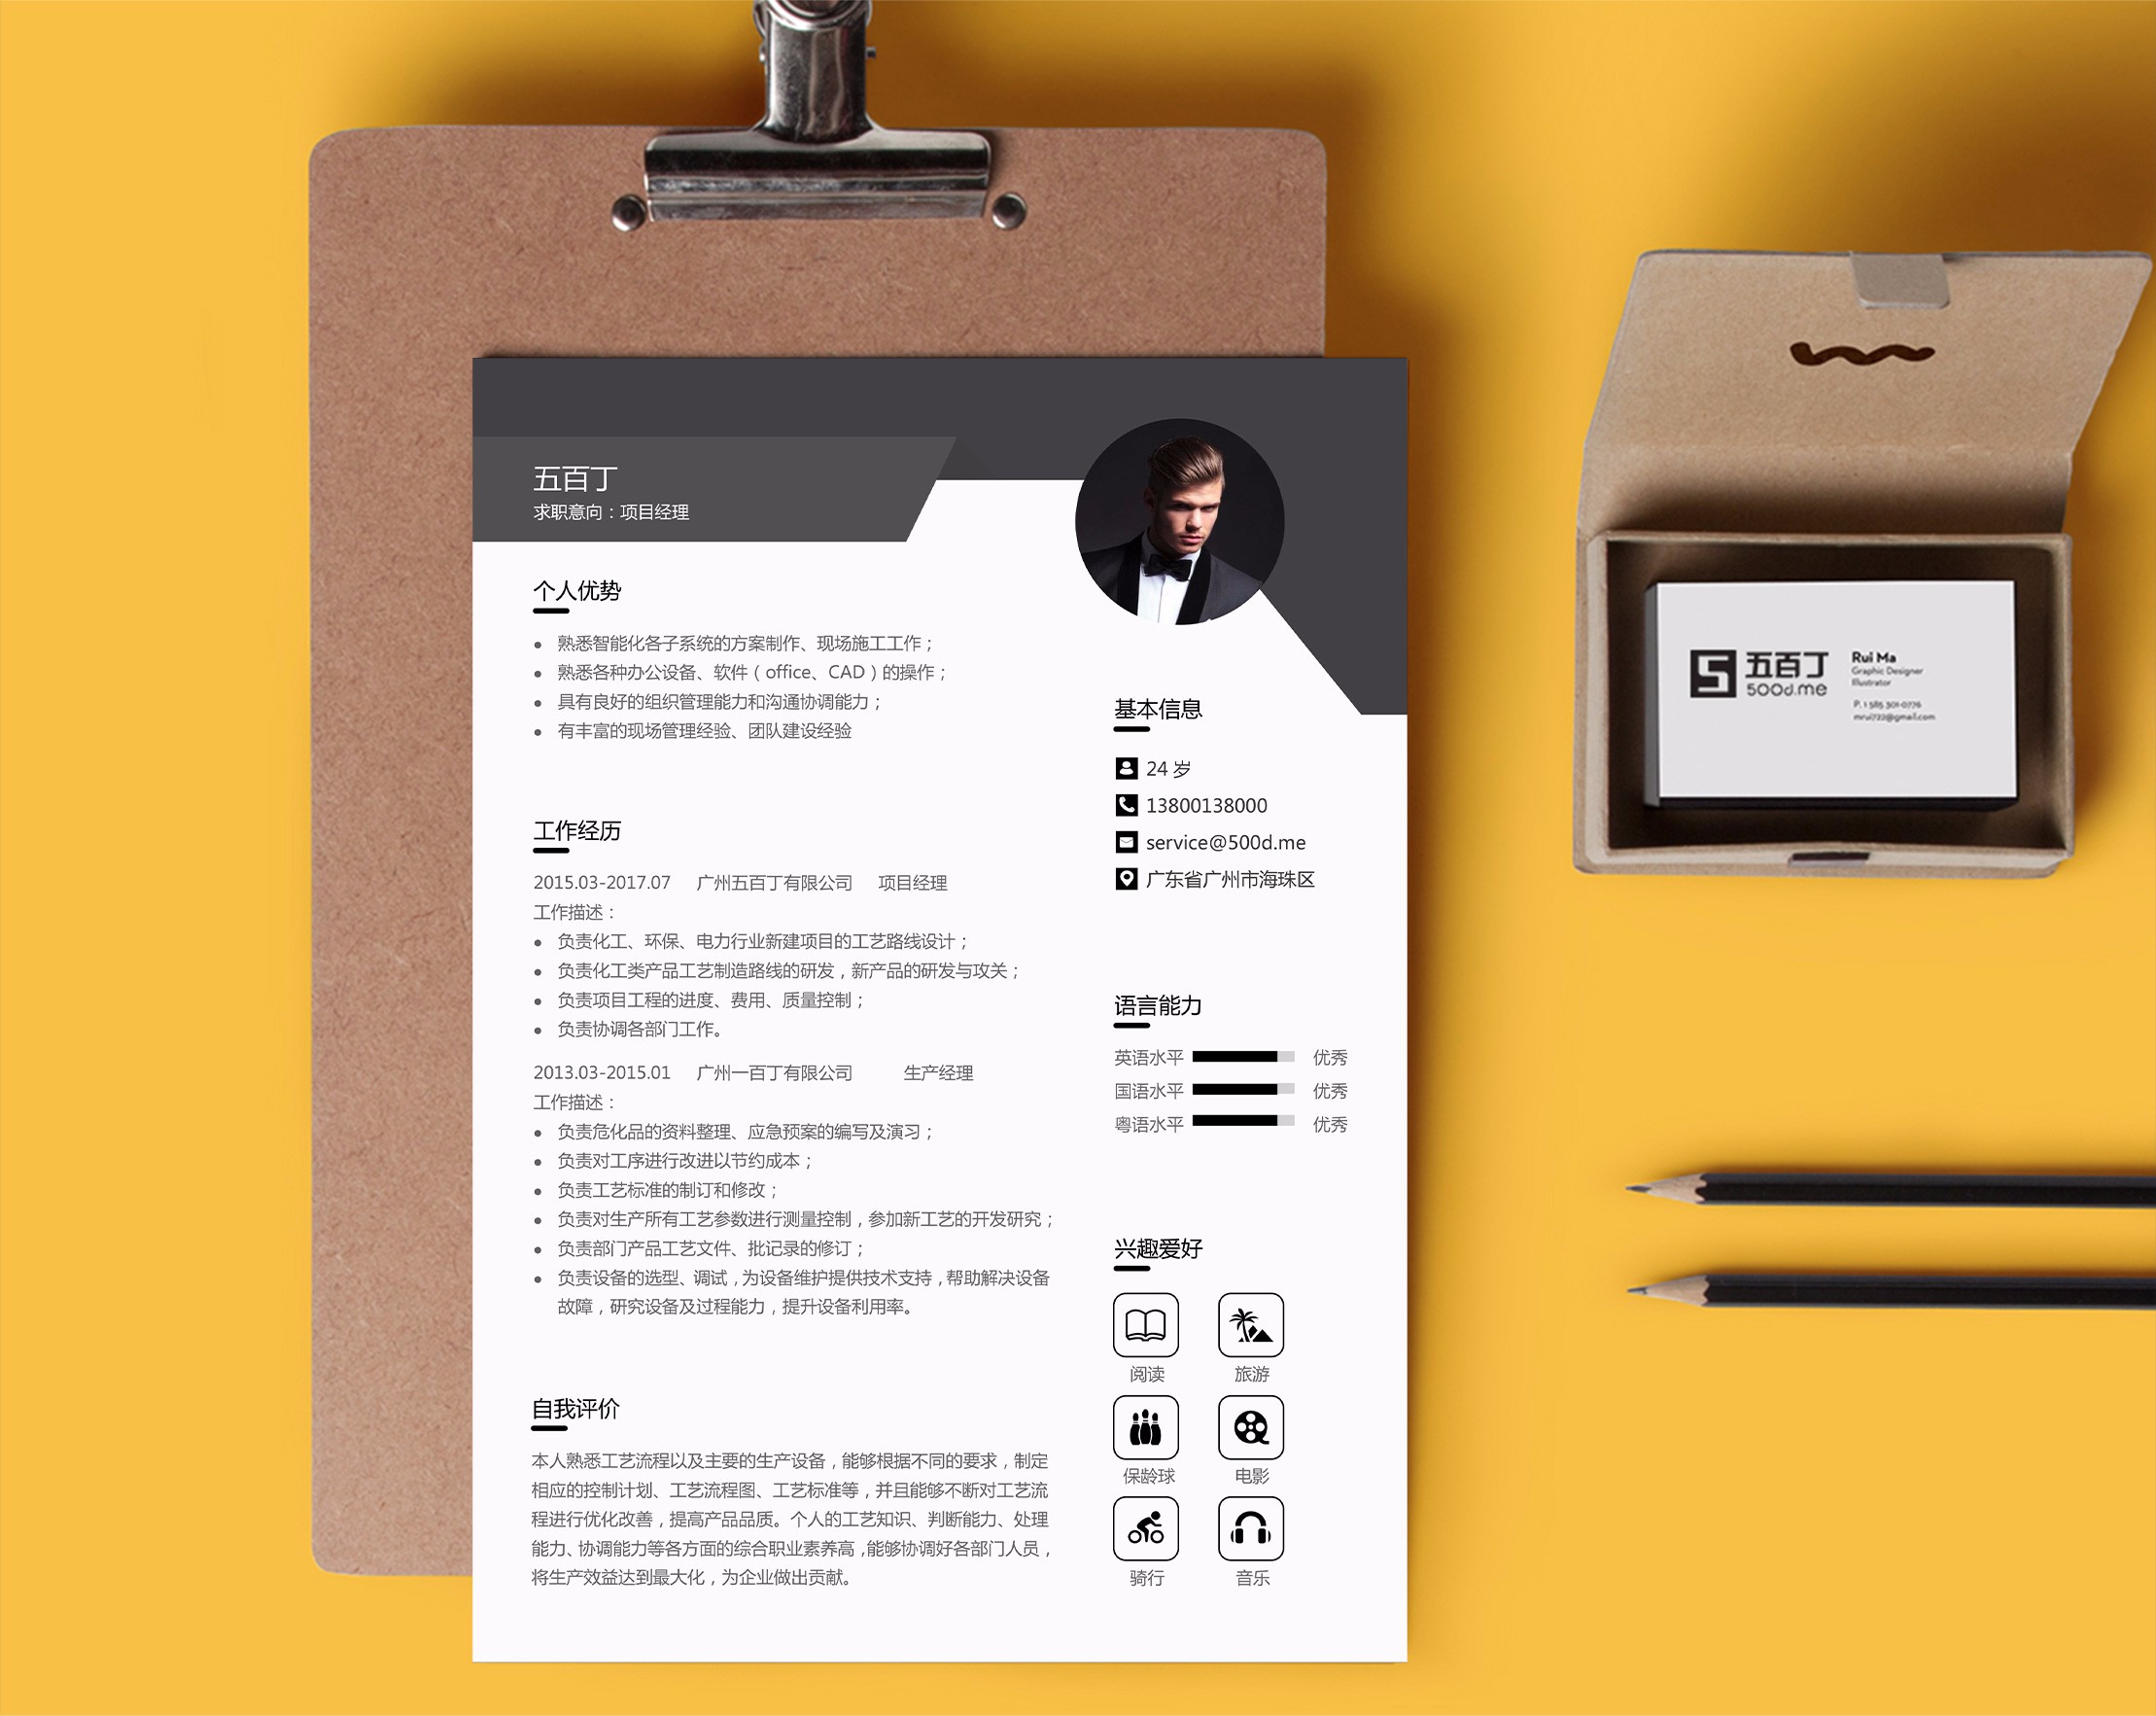 五百丁
求职意向：项目经理
个人优势
熟悉智能化各子系统的方案制作、现场施工工作；
熟悉各种办公设备、软件（office、CAD）的操作；
具有良好的组织管理能力和沟通协调能力；
有丰富的现场管理经验、团队建设经验
工作经历
2015.03-2017.07 广州五百丁有限公司 项目经理
工作描述：
负责化工、环保、电力行业新建项目的工艺路线设计；
负责化工类产品工艺制造路线的研发，新产品的研发与攻关；
负责项目工程的进度、费用、质量控制；
负责协调各部门工作。
2013.03-2015.01 广州一百丁有限公司 生产经理
工作描述：
负责危化品的资料整理、应急预案的编写及演习；
负责对工序进行改进以节约成本；
负责工艺标准的制订和修改；
负责对生产所有工艺参数进行测量控制，参加新工艺的开发研究；
负责部门产品工艺文件、批记录的修订；
负责设备的选型、调试，为设备维护提供技术支持，帮助解决设备
故障，研究设备及过程能力，提升设备利用率。
自我评价
本人熟悉工艺流程以及主要的生产设备，能够根据不同的要求，制定
相应的控制计划、工艺流程图、工艺标准等，并且能够不断对工艺流
程进行优化改善，提高产品品质。个人的工艺知识、判断能力、处理
能力、协调能力等各方面的综合职业素养高，能够协调好各部门人员，
将生产效益达到最大化，为企业做出贡献。
基本信息
24 岁
13800138000
service@500d.me
广东省广州市海珠区
语言能力
英语水平 优秀
国语水平 优秀
粤语水平 优秀
兴趣爱好
阅读 旅游
保龄球 电影
骑行 音乐
五百丁
500d.me
Rui Ma
Graphic Designer
Illustrator
P. 1 585 301-0776
mrui722@gmail.com